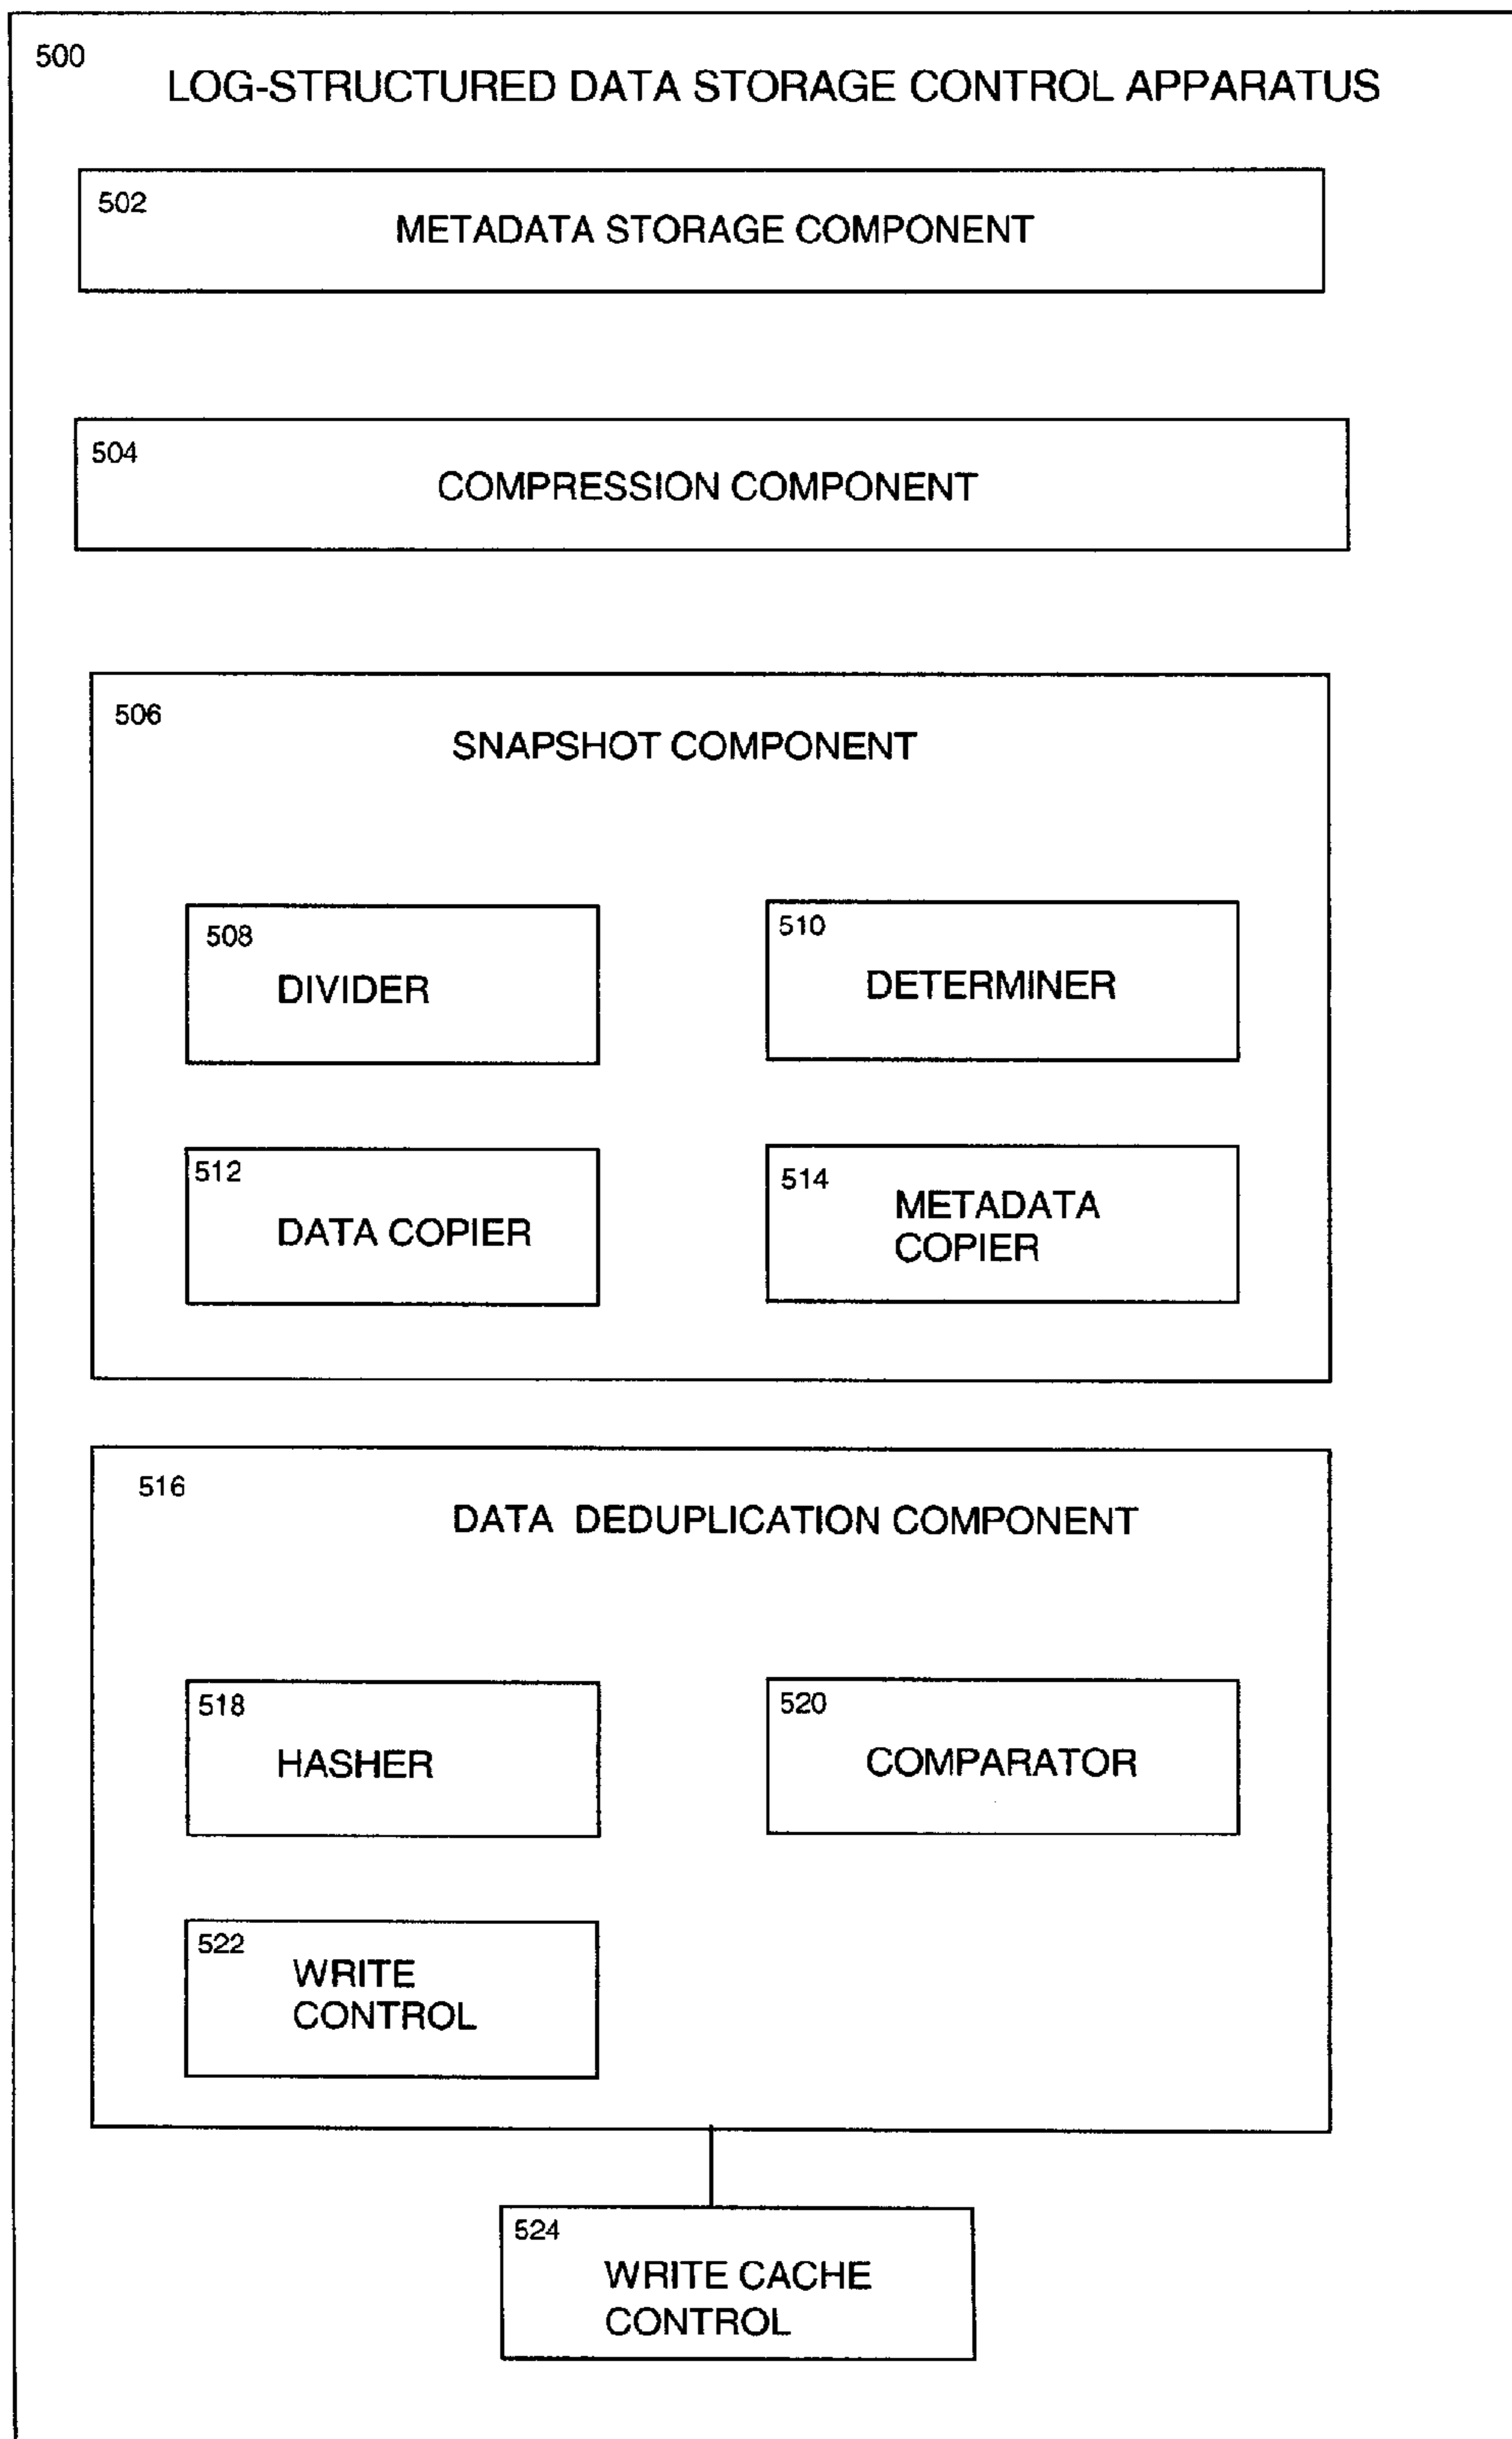 500
LOG-STRUCTURED DATA STORAGE CONTROL APPARATUS
502
METADATA STORAGE COMPONENT
504
COMPRESSION COMPONENT
506
SNAPSHOT COMPONENT
508
DIVIDER
510
DETERMINER
512
DATA COPIER
514
METADATA
COPIER
516
DATA DEDUPLICATION COMPONENT
518
HASHER
520
COMPARATOR
522
WRITE
CONTROL
524
WRITE CACHE
CONTROL